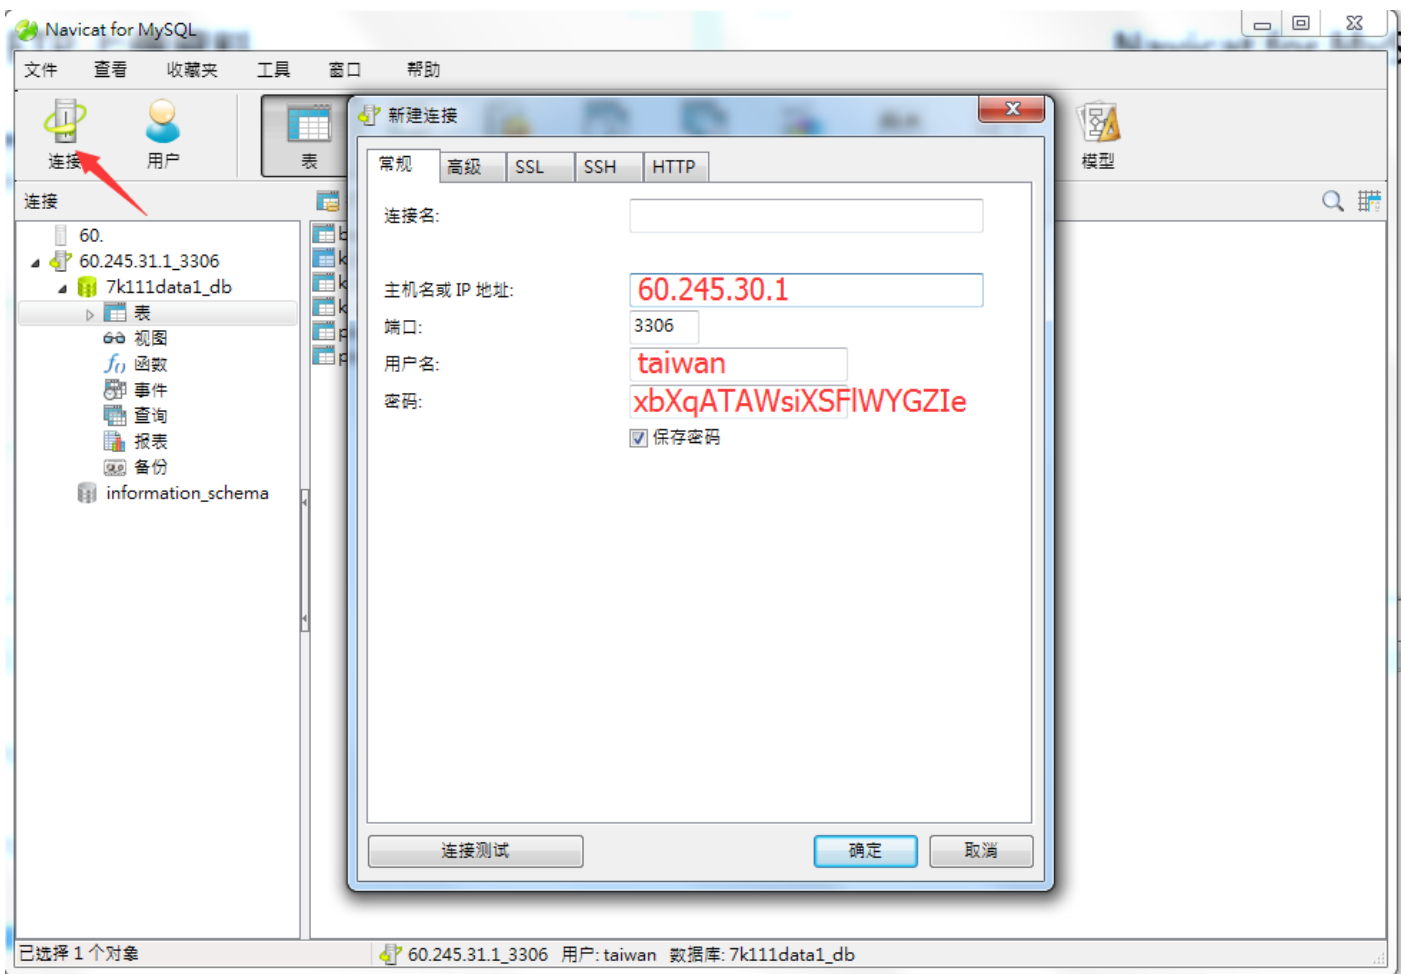 Navicat for MySQL
文件 查看 收藏夹 工具 窗口 帮助
连接 用户 表 模型
连接
60.
60.245.31.1_3306
7k111data1_db
表
视图
函数
事件
查询
报表
备份
information_schema
新建连接
常规 高级 SSL SSH HTTP
连接名:
主机名或 IP 地址: 60.245.30.1
端口: 3306
用户名: taiwan
密码: xbXqATAWsiXSFlWYGZIe
保存密码
连接测试 确定 取消
已选择 1 个对象 60.245.31.1_3306 用户: taiwan 数据库: 7k111data1_db